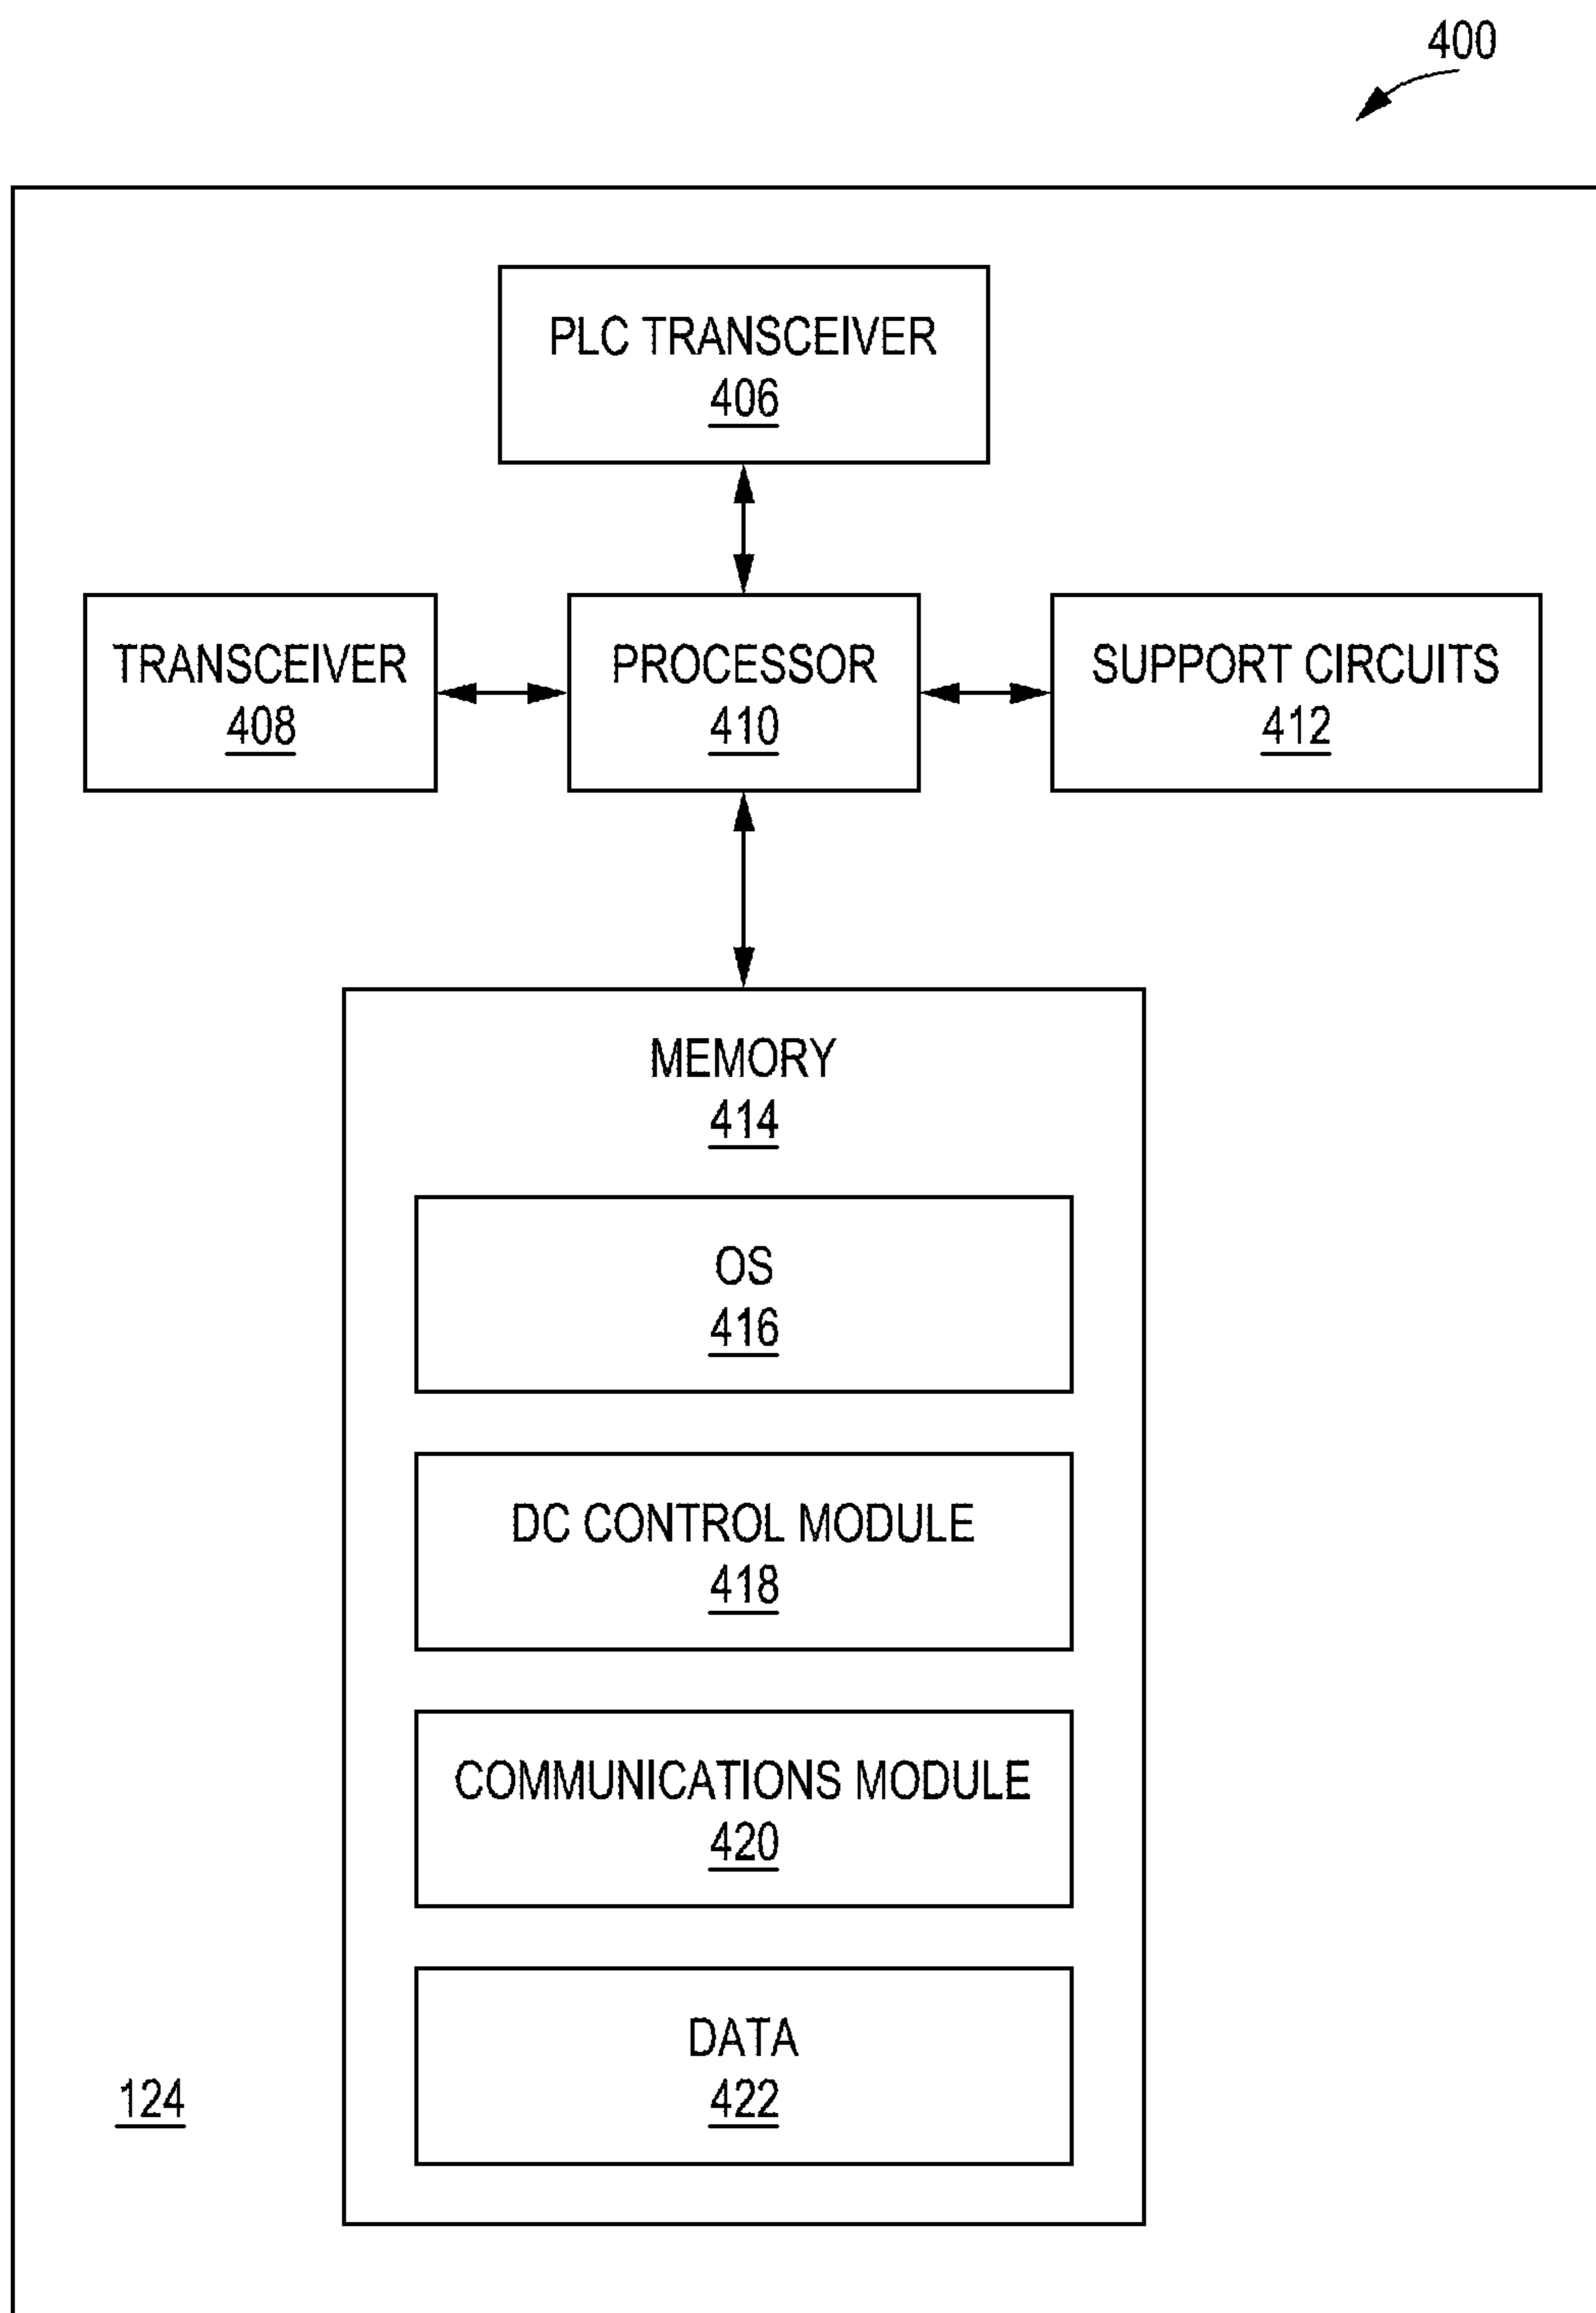 400
PLC TRANSCEIVER
406
TRANSCEIVER
408
PROCESSOR
410
SUPPORT CIRCUITS
412
MEMORY
414
OS
416
DC CONTROL MODULE
418
COMMUNICATIONS MODULE
420
DATA
422
124